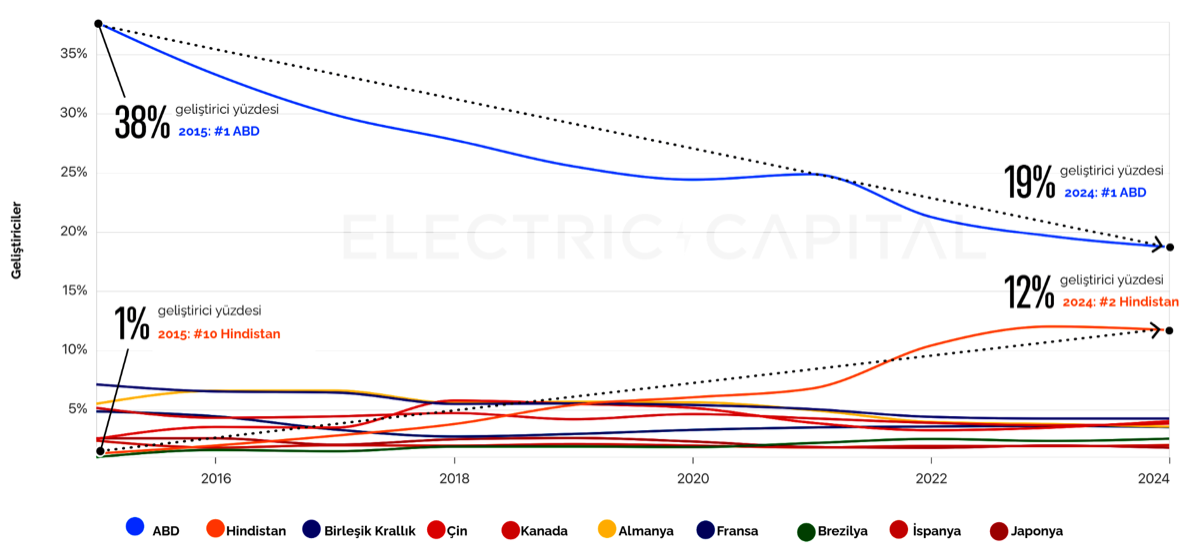 35%
30%
25%
20%
15%
10%
5%
Geliştiriciler
38% geliştirici yüzdesi
2015: #1 ABD
19% geliştirici yüzdesi
2024: #1 ABD
ELECTRIC CAPITAL
12% geliştirici yüzdesi
2024: #2 Hindistan
1% geliştirici yüzdesi
2015: #10 Hindistan
2016 2018 2020 2022 2024
ABD Hindistan Birleşik Krallık Çin Kanada Almanya Fransa Brezilya İspanya Japonya